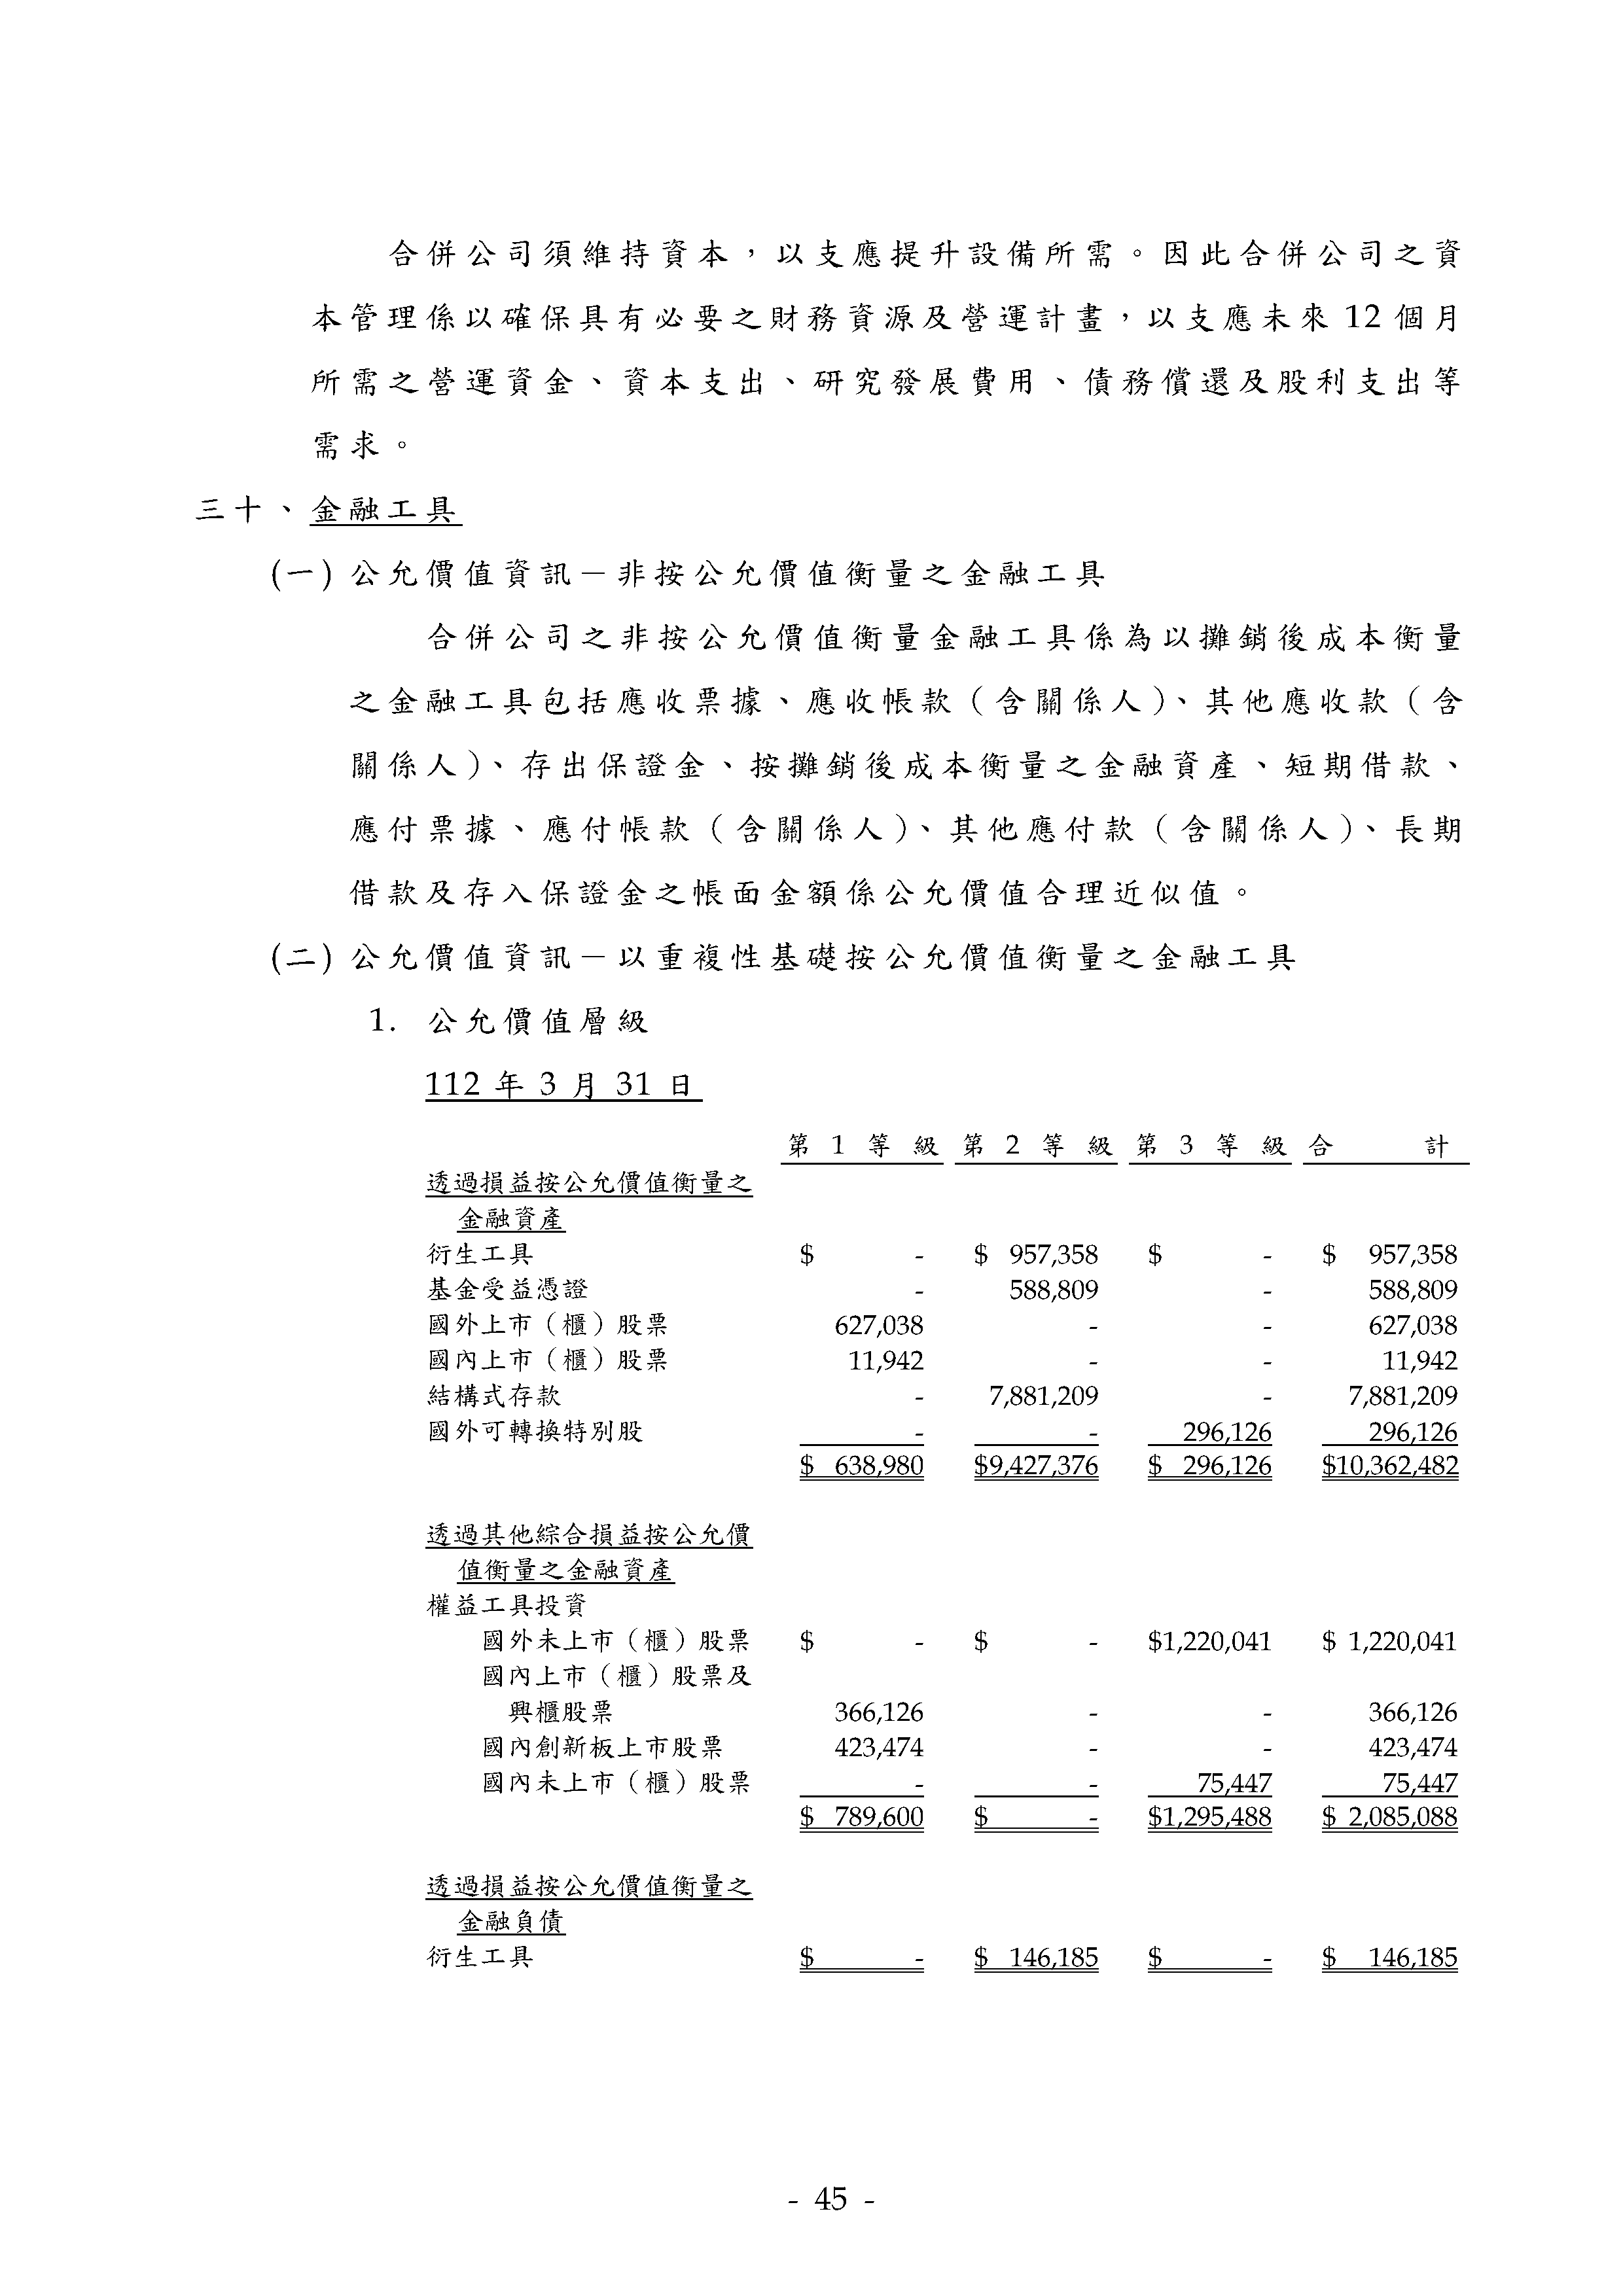 合併公司須維持資本，以支應提升設備所需。因此合併公司之資
本管理係以確保具有必要之財務資源及營運計畫，以支應未來 12 個月
所需之營運資金、資本支出、研究發展費用、債務償還及股利支出等
需求。
三十、金融工具
(一) 公允價值資訊－非按公允價值衡量之金融工具
合併公司之非按公允價值衡量金融工具係為以攤銷後成本衡量
之金融工具包括應收票據、應收帳款（含關係人）、其他應收款（含
關係人）、存出保證金、按攤銷後成本衡量之金融資產、短期借款、
應付票據、應付帳款（含關係人）、其他應付款（含關係人）、長期
借款及存入保證金之帳面金額係公允價值合理近似值。
(二) 公允價值資訊－以重複性基礎按公允價值衡量之金融工具
1. 公允價值層級
112 年 3 月 31 日
第 1 等 級 第 2 等 級 第 3 等 級 合 計
透過損益按公允價值衡量之
金融資產
衍生工具 $ - $ 957,358 $ - $ 957,358
基金受益憑證 - 588,809 - 588,809
國外上市（櫃）股票 627,038 - - 627,038
國內上市（櫃）股票 11,942 - - 11,942
結構式存款 - 7,881,209 - 7,881,209
國外可轉換特別股 - - 296,126 296,126
$ 638,980 $9,427,376 $ 296,126 $10,362,482
透過其他綜合損益按公允價
值衡量之金融資產
權益工具投資
國外未上市（櫃）股票 $ - $ - $1,220,041 $ 1,220,041
國內上市（櫃）股票及
興櫃股票 366,126 - - 366,126
國內創新板上市股票 423,474 - - 423,474
國內未上市（櫃）股票 - - 75,447 75,447
$ 789,600 $ - $1,295,488 $ 2,085,088
透過損益按公允價值衡量之
金融負債
衍生工具 $ - $ 146,185 $ - $ 146,185
- 45 -